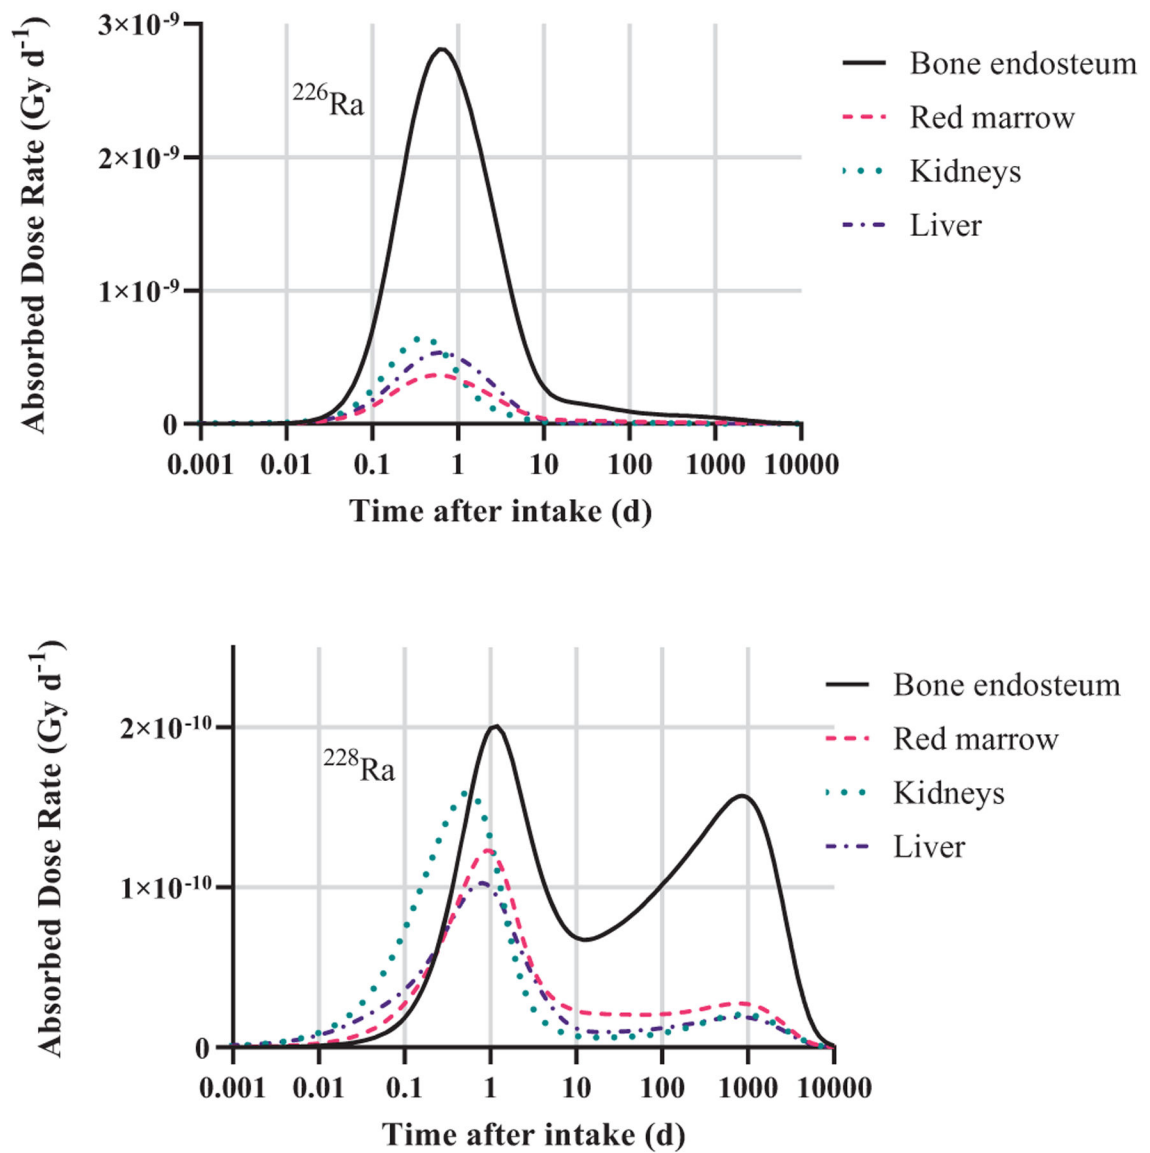 Absorbed Dose Rate (Gy d⁻¹)
3×10⁻⁹
2×10⁻⁹
1×10⁻⁹
0
²²⁶Ra
Bone endosteum
Red marrow
Kidneys
Liver
0.001 0.01 0.1 1 10 100 1000 10000
Time after intake (d)
Absorbed Dose Rate (Gy d⁻¹)
2×10⁻¹⁰
1×10⁻¹⁰
0
²²⁸Ra
Bone endosteum
Red marrow
Kidneys
Liver
0.001 0.01 0.1 1 10 100 1000 10000
Time after intake (d)